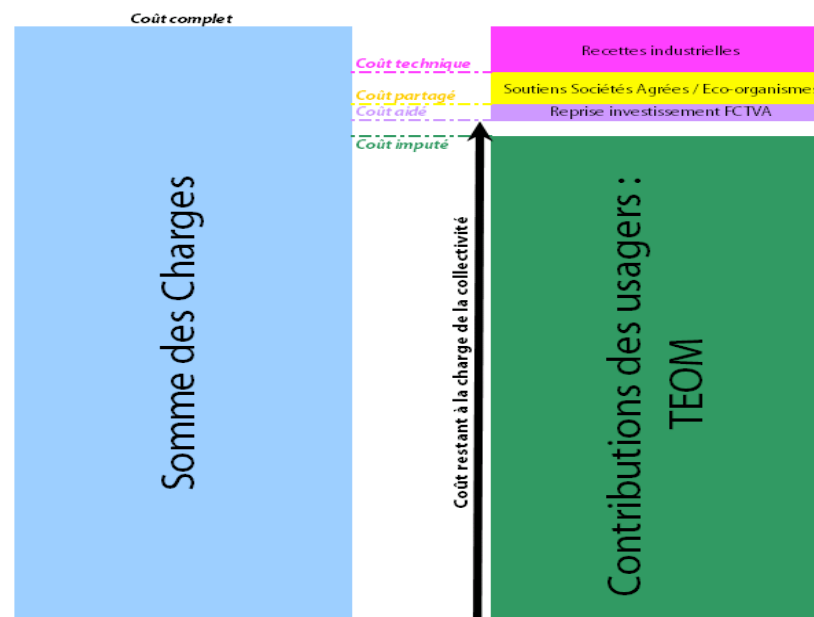 Coût complet
Coût technique
Coût partagé
Coût aidé
Coût imputé
Somme des Charges
Coût restant à la charge de la collectivité
Recettes industrielles
Soutiens Sociétés Agrées / Eco-organismes
Reprise investissement FCTVA
Contributions des usagers :
TEOM